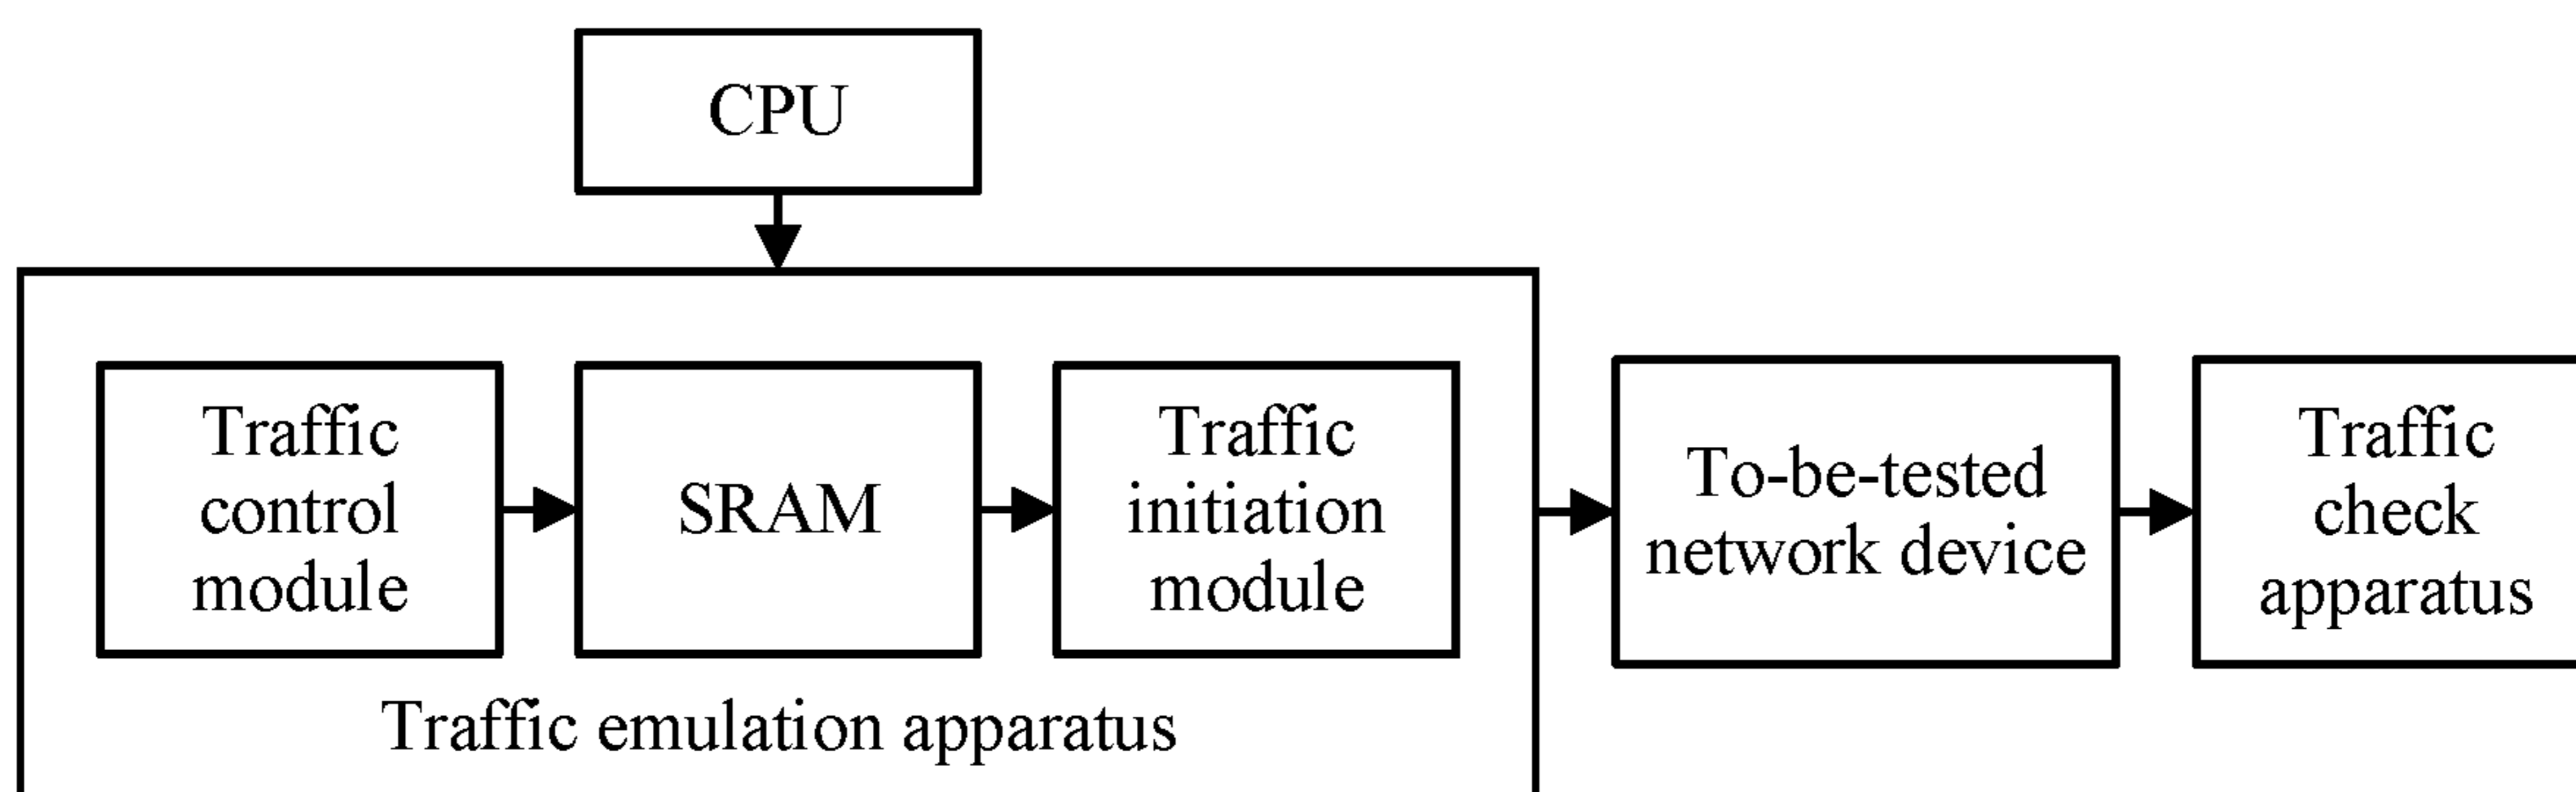 CPU
Traffic
control
module
SRAM
Traffic
initiation
module
Traffic emulation apparatus
To-be-tested
network device
Traffic
check
apparatus